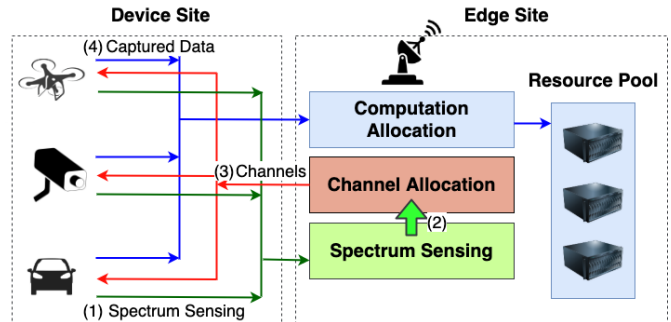 Device Site
Edge Site
(4) Captured Data
Resource Pool
Computation
Allocation
(3) Channels
Channel Allocation
(2)
Spectrum Sensing
(1) Spectrum Sensing